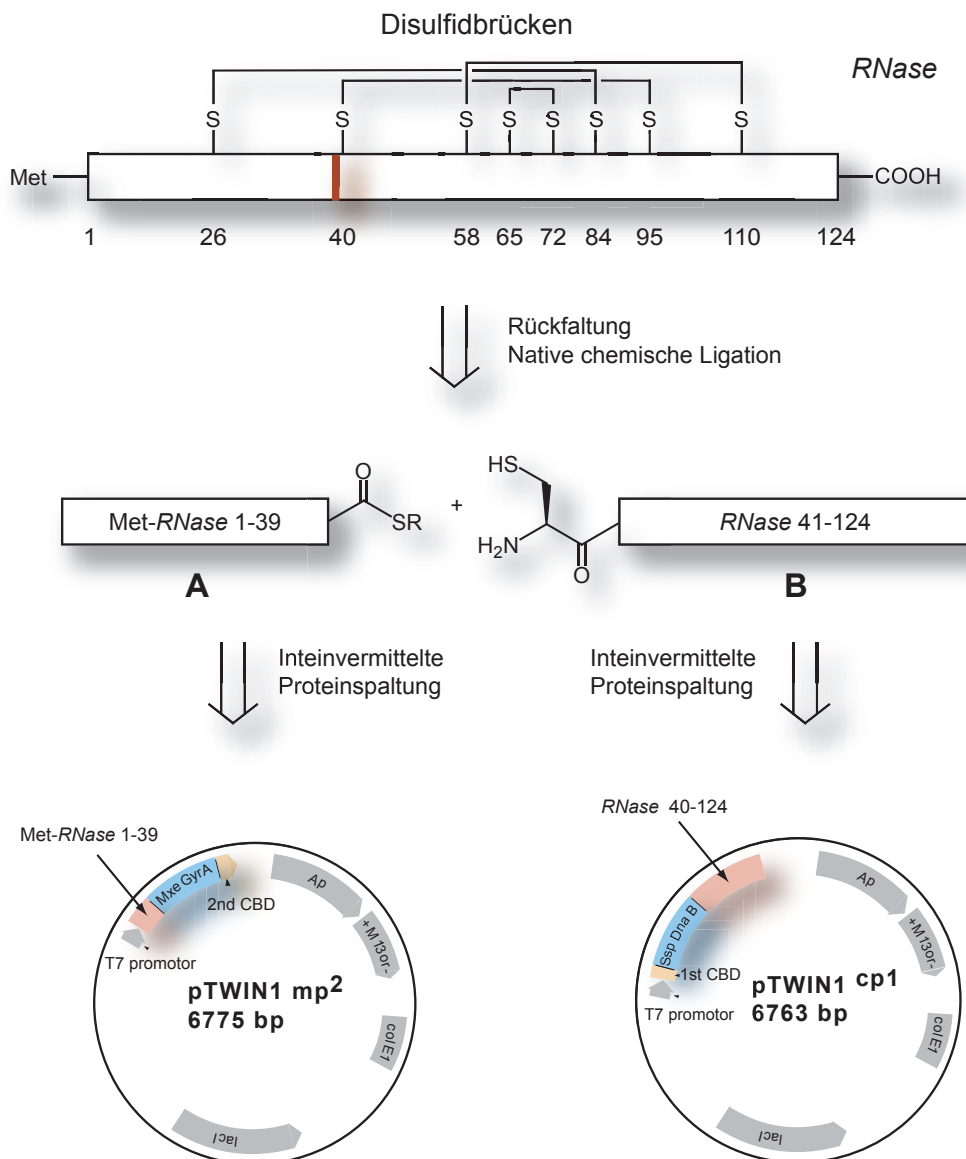 Disulfidbrücken
RNase
S S S S S S S S
Met
COOH
1 26 40 58 65 72 84 95 110 124
Rückfaltung
Native chemische Ligation
O
SR
Met-RNase 1-39
A
+
HS
H2N
O
RNase 41-124
B
Inteinvermittelte
Proteinspaltung
Inteinvermittelte
Proteinspaltung
Met-RNase 1-39
Mxe GyrA
2nd CBD
T7 promotor
Ap
+M13or-
colE1
lacI
pTWIN1 mp2
6775 bp
RNase 40-124
Ssp Dna B
1st CBD
T7 promotor
Ap
+M13or-
colE1
lacI
pTWIN1 cp1
6763 bp